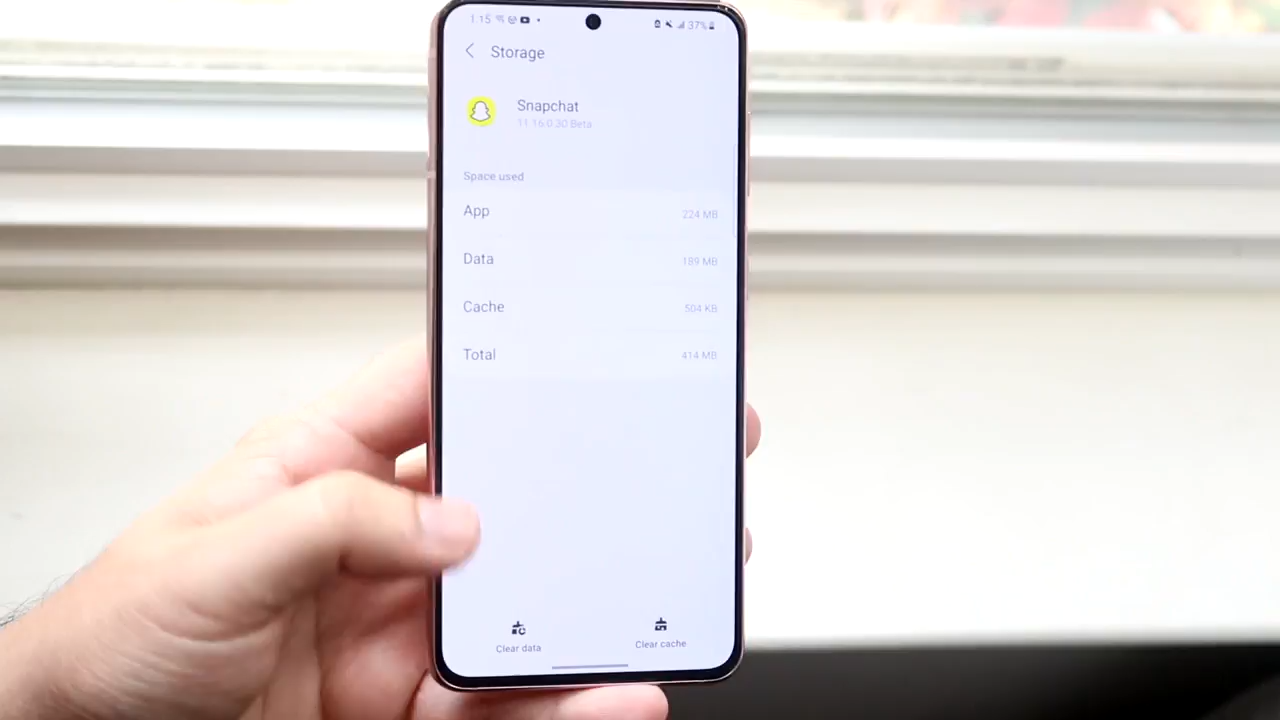 1:15
37%
Storage
Snapchat
11.16.0.30 Beta
Space used
App 224 MB
Data 189 MB
Cache 504 KB
Total 414 MB
Clear data
Clear cache